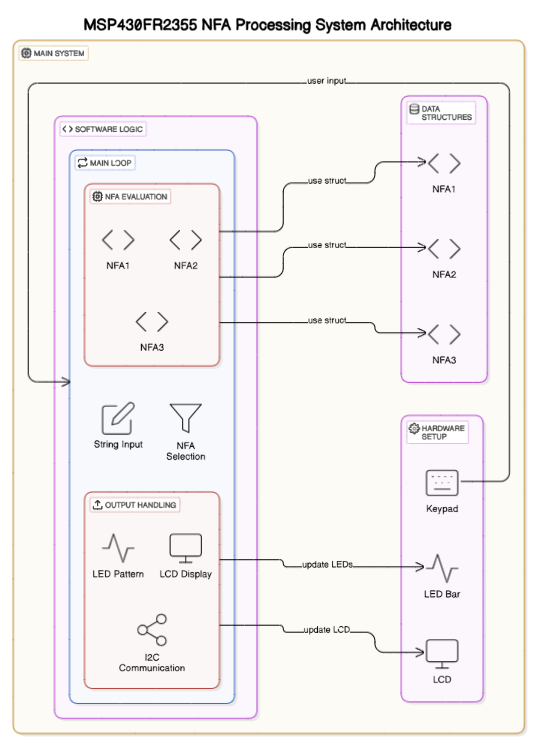 MSP430FR2355 NFA Processing System Architecture
MAIN SYSTEM
user input
SOFTWARE LOGIC
MAIN LOOP
NFA EVALUATION
NFA1
NFA2
NFA3
String Input
NFA
Selection
OUTPUT HANDLING
LED Pattern
LCD Display
I2C
Communication
use struct
use struct
use struct
update LEDs
update LCD
DATA
STRUCTURES
NFA1
NFA2
NFA3
HARDWARE
SETUP
Keypad
LED Bar
LCD